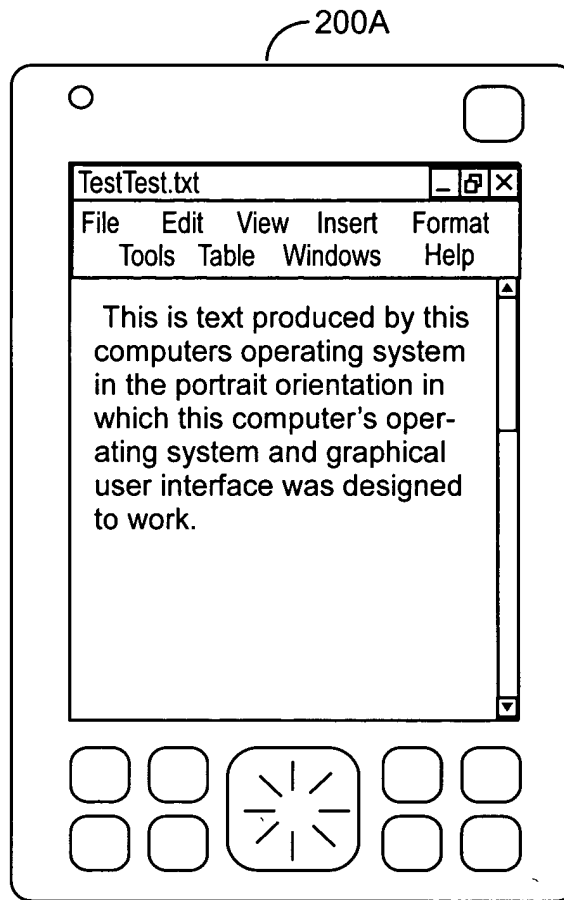 200A
TestTest.txt
File Edit View Insert Format
Tools Table Windows Help
This is text produced by this
computers operating system
in the portrait orientation in
which this computer's oper-
ating system and graphical
user interface was designed
to work.